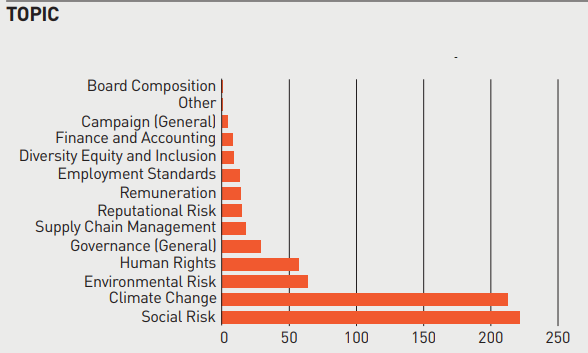 TOPIC
Board Composition
Other
Campaign (General)
Finance and Accounting
Diversity Equity and Inclusion
Employment Standards
Remuneration
Reputational Risk
Supply Chain Management
Governance (General)
Human Rights
Environmental Risk
Climate Change
Social Risk
0 50 100 150 200 250